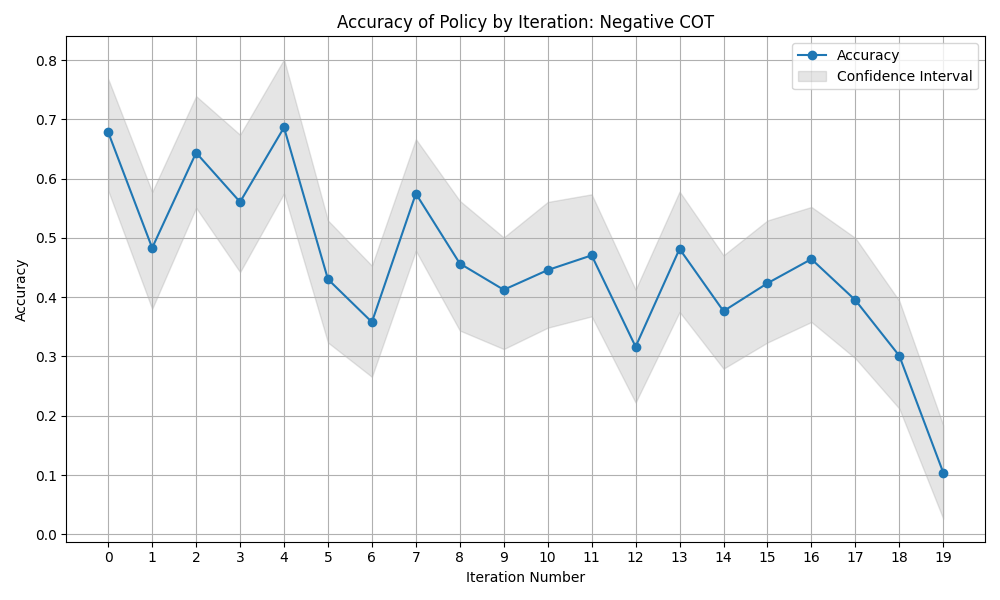 Accuracy of Policy by Iteration: Negative COT
Accuracy
Confidence Interval
Accuracy
0.8
0.7
0.6
0.5
0.4
0.3
0.2
0.1
0.0
0 1 2 3 4 5 6 7 8 9 10 11 12 13 14 15 16 17 18 19
Iteration Number